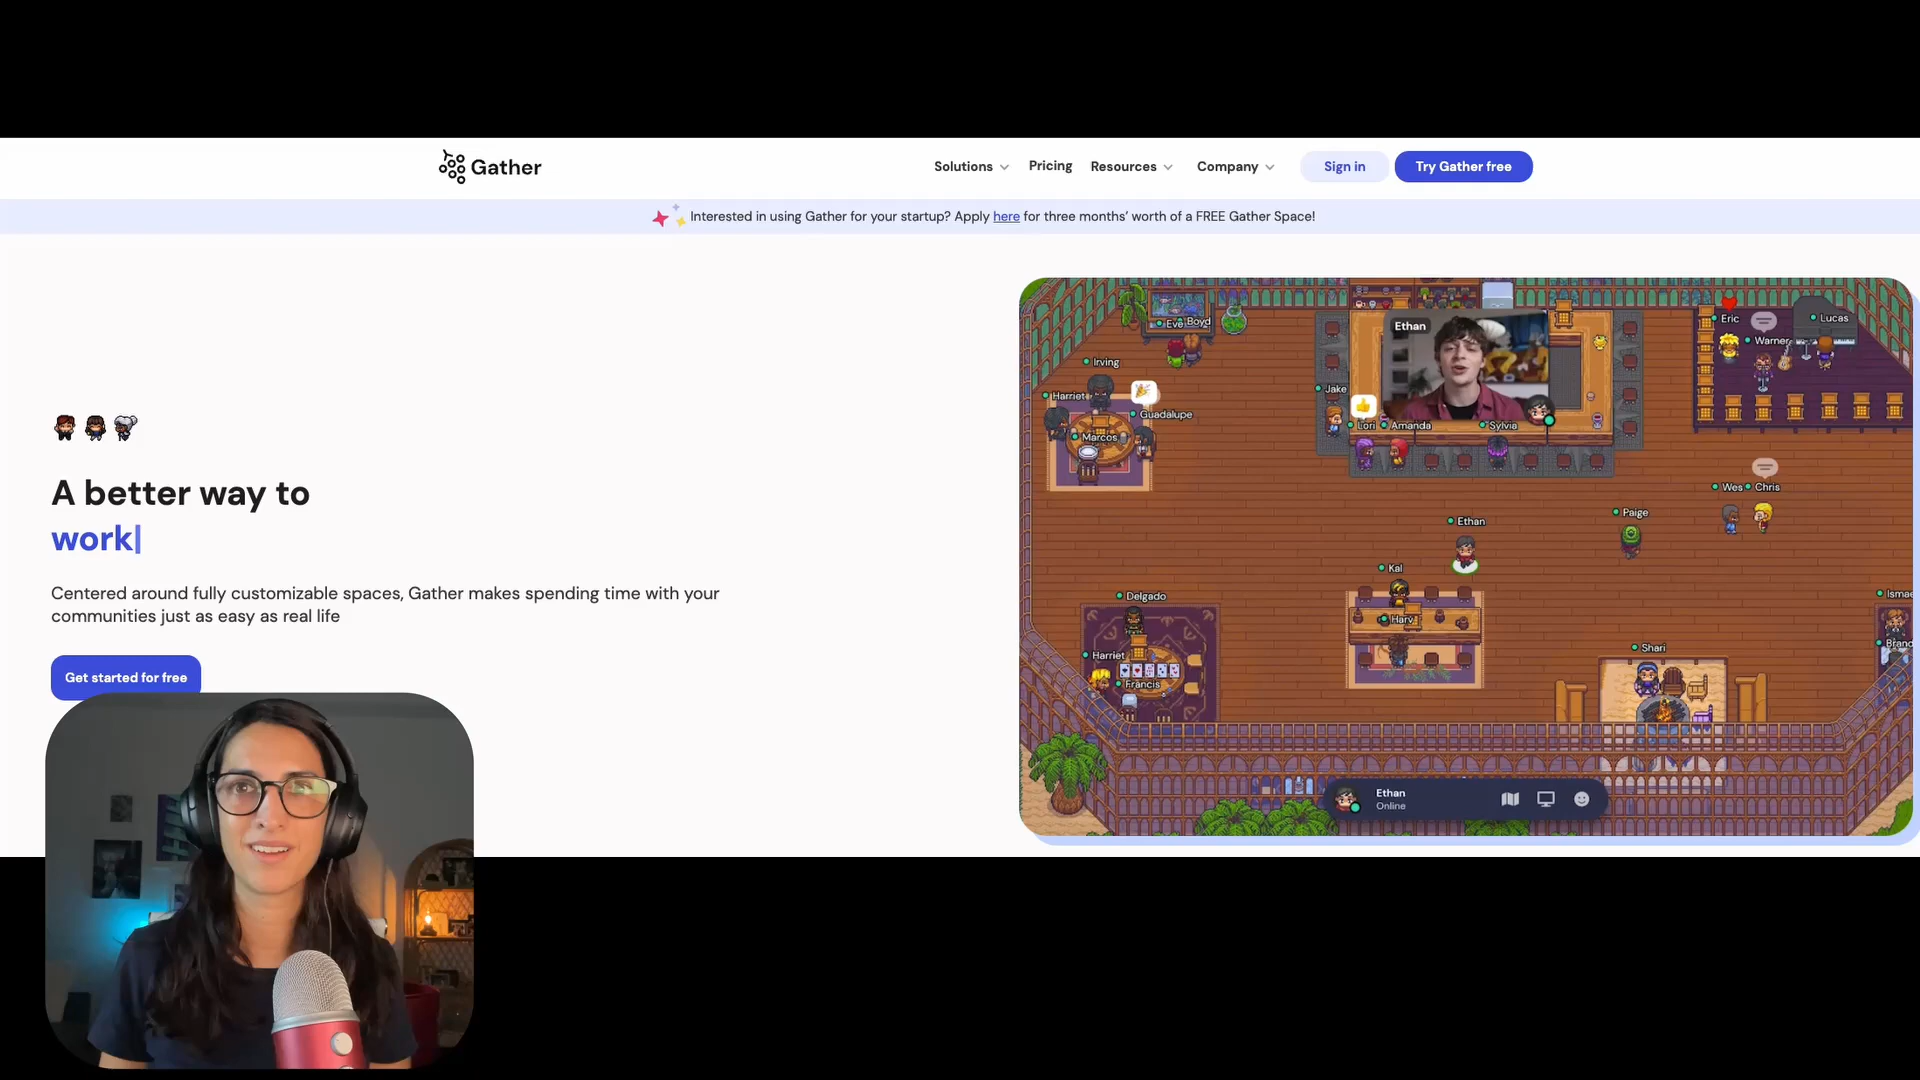 Gather
Solutions
Pricing
Resources
Company
Sign in
Try Gather free
Interested in using Gather for your startup? Apply here for three months’ worth of a FREE Gather Space!
A better way to
work
Centered around fully customizable spaces, Gather makes spending time with your
communities just as easy as real life
Get started for free
Eve
Boyd
Irving
Harriet
Guadalupe
Marcos
Ethan
Jake
Lori
Amanda
Sylvia
Eric
Lucas
Warner
Wes
Chris
Paige
Ethan
Kal
Harv
Delgado
Harriet
Francis
Shari
Ismae
Brand
Ethan
Online